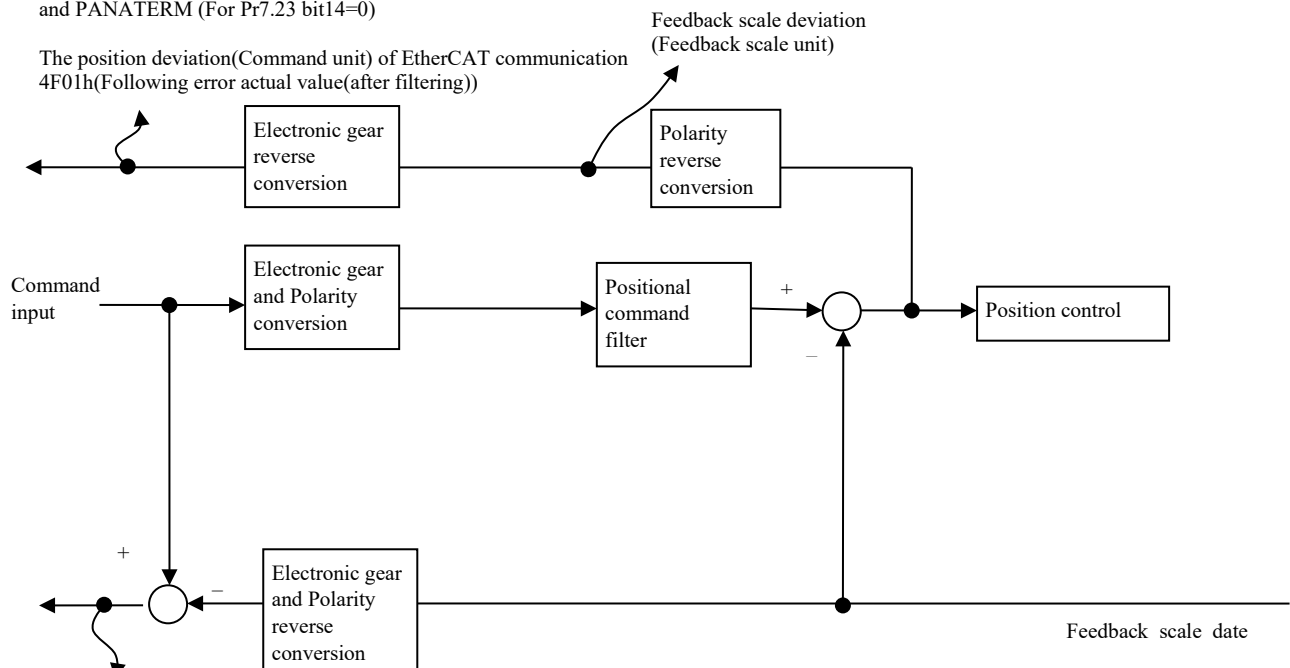 and PANATERM (For Pr7.23 bit14=0)
Feedback scale deviation
(Feedback scale unit)
The position deviation(Command unit) of EtherCAT communication
4F01h(Following error actual value(after filtering))
Electronic gear
reverse
conversion
Polarity
reverse
conversion
Command
input
Electronic gear
and Polarity
conversion
Positional
command
filter
+
−
Position control
+
−
Electronic gear
and Polarity
reverse
conversion
Feedback scale date